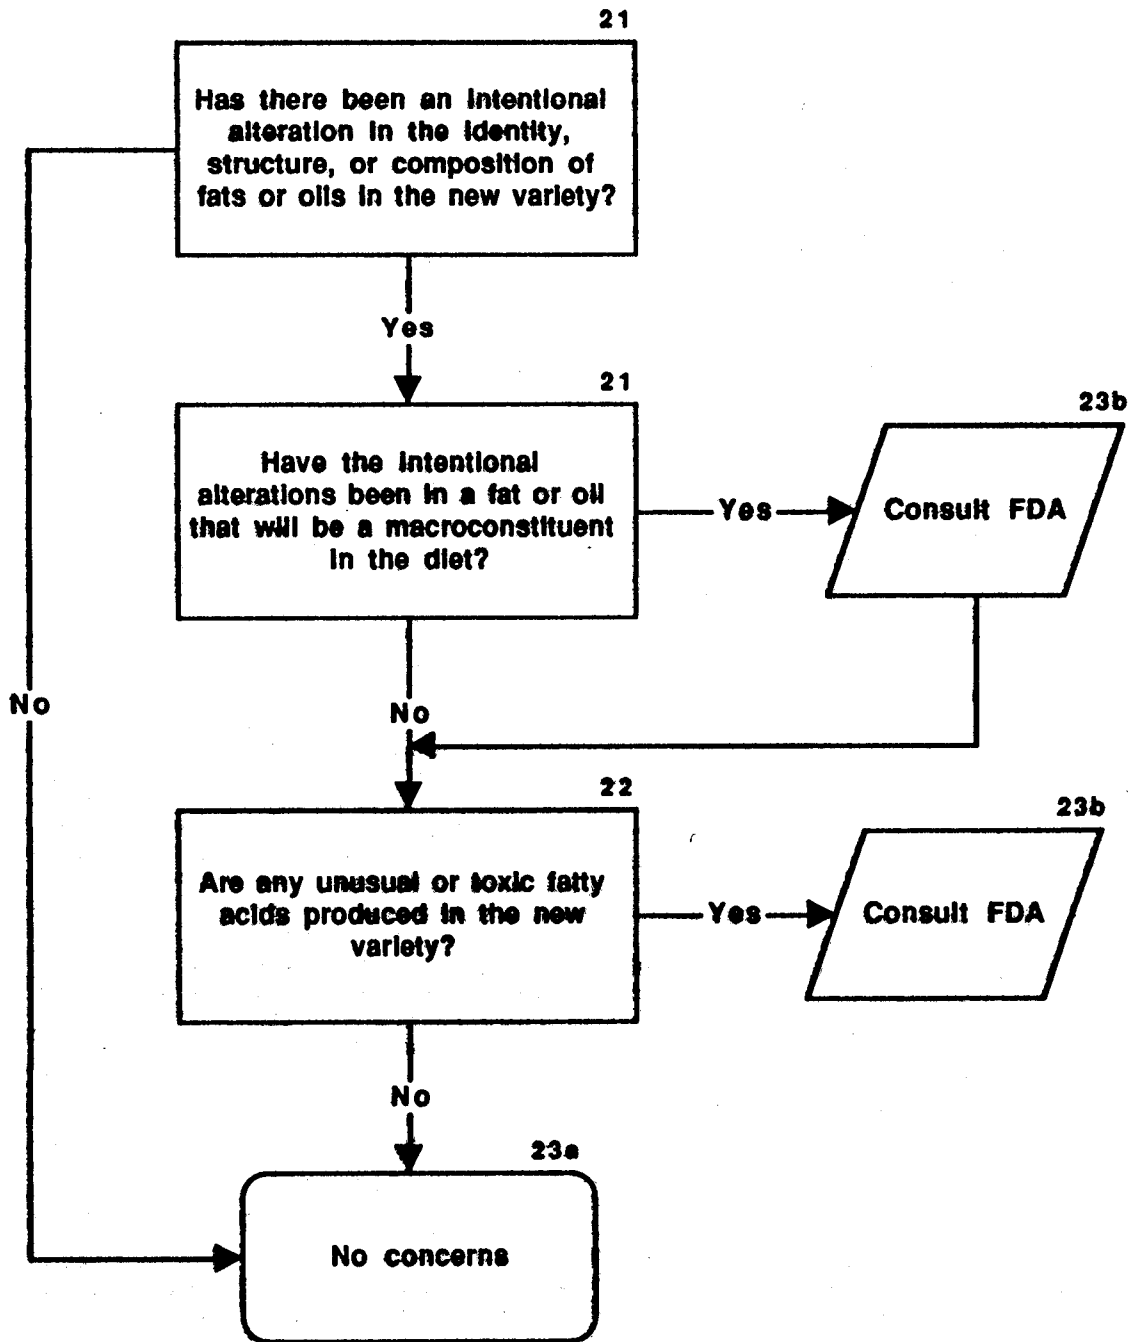 21
Has there been an intentional
alteration in the identity,
structure, or composition of
fats or oils in the new variety?
Yes
21
Have the intentional
alterations been in a fat or oil
that will be a macroconstituent
in the diet?
Yes
23b
Consult FDA
No
No
22
Are any unusual or toxic fatty
acids produced in the new
variety?
Yes
23b
Consult FDA
No
23a
No concerns